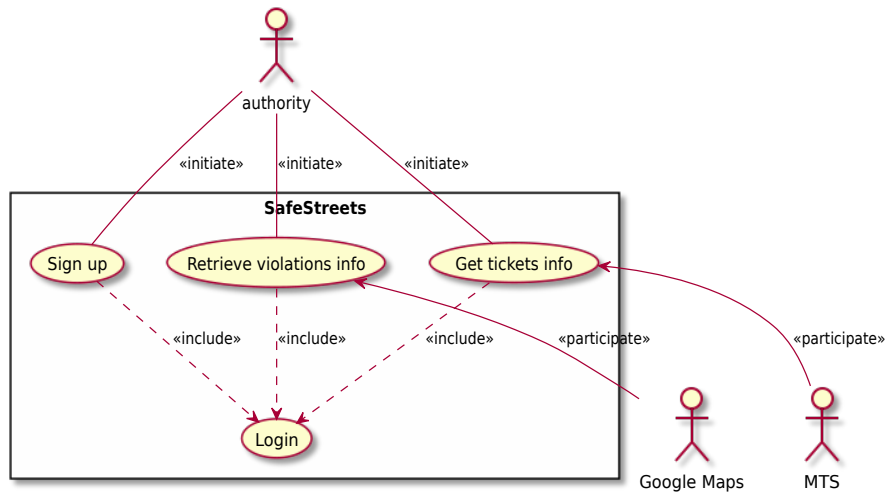 authority
«initiate»
«initiate»
«initiate»
SafeStreets
Sign up
Retrieve violations info
Get tickets info
«include»
«include»
«include»
«participate»
«participate»
Login
Google Maps
MTS